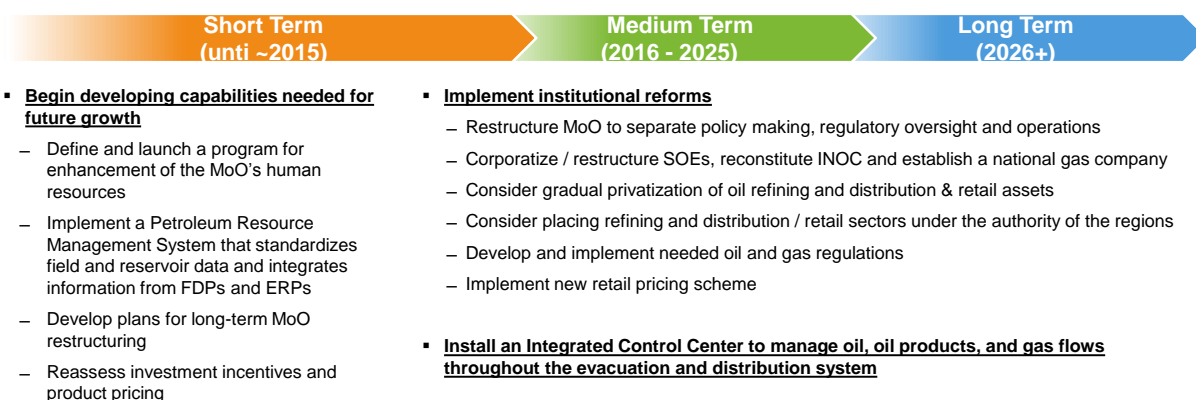 Short Term
(unti ~2015)
Medium Term
(2016 - 2025)
Long Term
(2026+)
▪ Begin developing capabilities needed for
future growth
– Define and launch a program for
enhancement of the MoO's human
resources
– Implement a Petroleum Resource
Management System that standardizes
field and reservoir data and integrates
information from FDPs and ERPs
– Develop plans for long-term MoO
restructuring
– Reassess investment incentives and
product pricing
▪ Implement institutional reforms
– Restructure MoO to separate policy making, regulatory oversight and operations
– Corporatize / restructure SOEs, reconstitute INOC and establish a national gas company
– Consider gradual privatization of oil refining and distribution & retail assets
– Consider placing refining and distribution / retail sectors under the authority of the regions
– Develop and implement needed oil and gas regulations
– Implement new retail pricing scheme
▪ Install an Integrated Control Center to manage oil, oil products, and gas flows
throughout the evacuation and distribution system